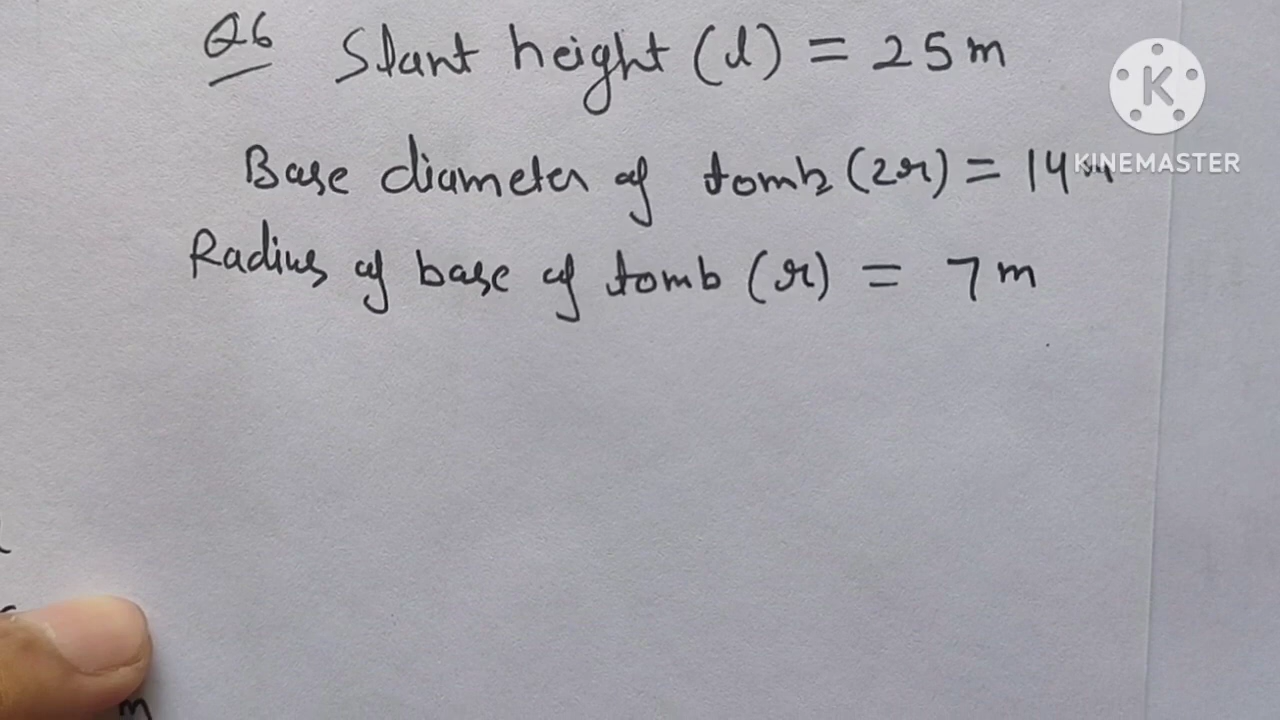 Q6 Slant height (l) = 25 m
Base diameter of tomb (2r) = 14 m
Radius of base of tomb (r) = 7 m
K
KINEMASTER